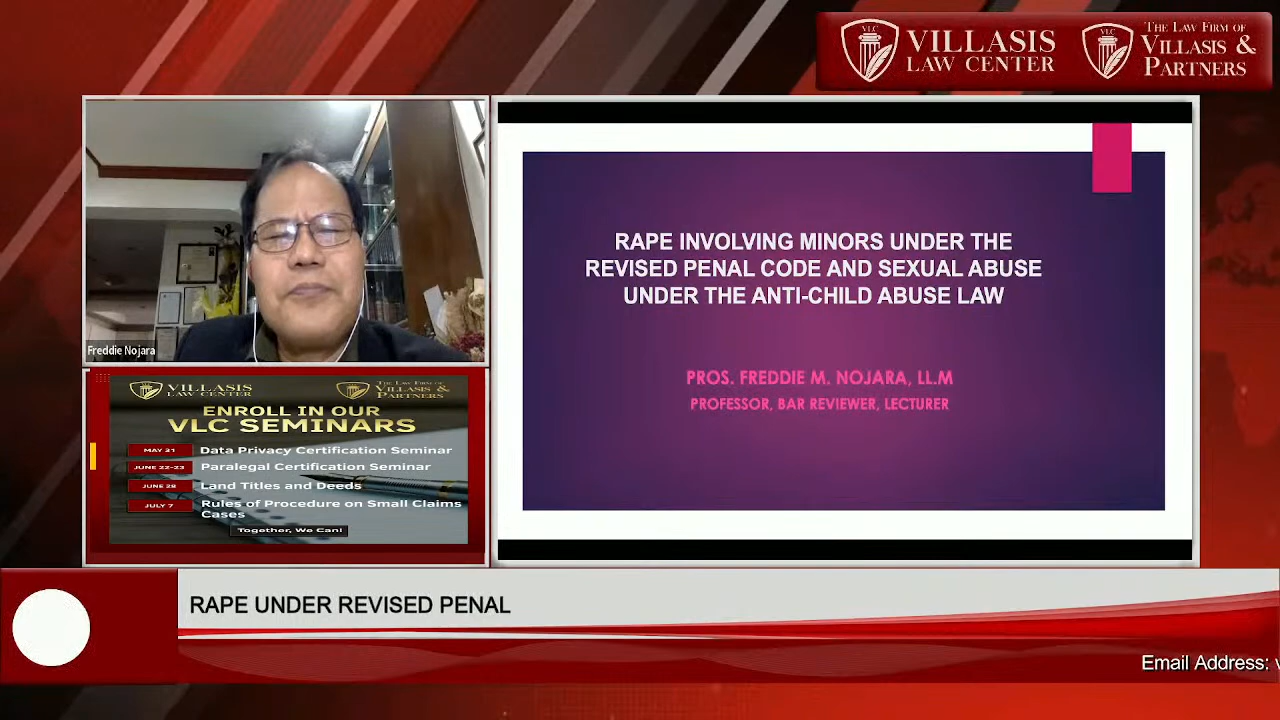 VLC
VILLASIS
LAW CENTER
VLC
THE LAW FIRM OF
VILLASIS &
PARTNERS
Freddie Nojara
RAPE INVOLVING MINORS UNDER THE
REVISED PENAL CODE AND SEXUAL ABUSE
UNDER THE ANTI-CHILD ABUSE LAW
PROS. FREDDIE M. NOJARA, LL.M
PROFESSOR, BAR REVIEWER, LECTURER
VILLASIS
LAW CENTER
THE LAW FIRM OF
VILLASIS &
PARTNERS
ENROLL IN OUR
VLC SEMINARS
MAY 21 Data Privacy Certification Seminar
JUNE 22-23 Paralegal Certification Seminar
JUNE 28 Land Titles and Deeds
JULY 7 Rules of Procedure on Small Claims
Cases
Together, We Can!
RAPE UNDER REVISED PENAL
Email Address: